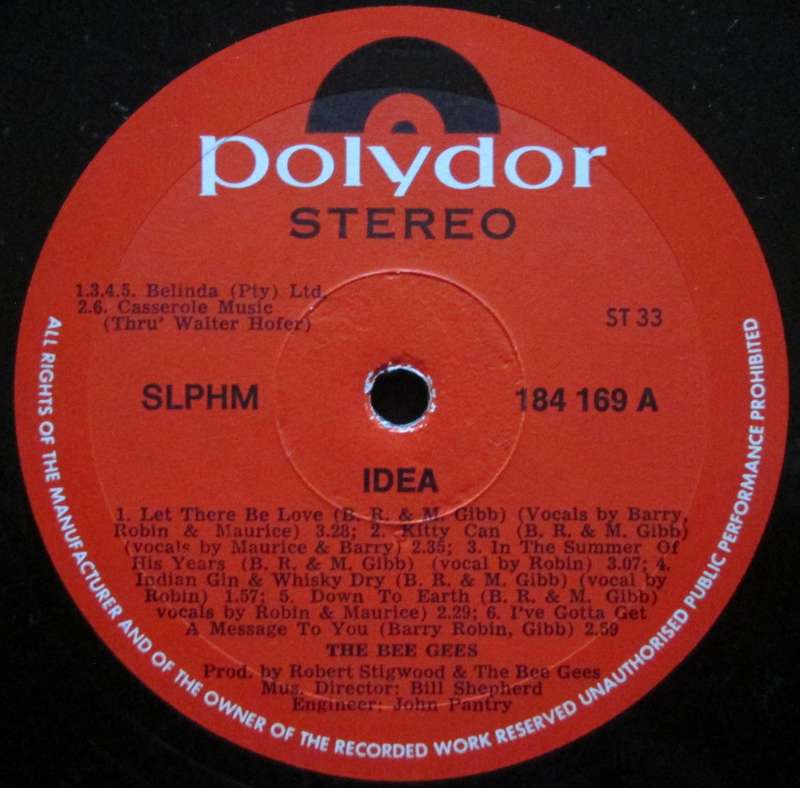 polydor
STEREO
1.3.4.5. Belinda (Pty) Ltd.
2.6. Casserole Music
(Thru' Walter Hofer)
ST 33
SLPHM
184 169 A
IDEA
1. Let There Be Love (B. R. & M. Gibb) (Vocals by Barry,
Robin & Maurice) 3.28; 2. Kitty Can (B. R. & M. Gibb)
(vocals by Maurice & Barry) 2.35; 3. In The Summer Of
His Years (B. R. & M. Gibb) (vocal by Robin) 3.07; 4.
Indian Gin & Whisky Dry (B. R. & M. Gibb) (vocal by
Robin) 1.57; 5. Down To Earth (B. R. & M. Gibb)
vocals by Robin & Maurice) 2.29; 6. I've Gotta Get
A Message To You (Barry Robin, Gibb) 2.59
THE BEE GEES
Prod. by Robert Stigwood & The Bee Gees
Mus. Director: Bill Shepherd
Engineer: John Pantry
ALL RIGHTS OF THE MANUFACTURER AND OF THE OWNER OF THE RECORDED WORK RESERVED UNAUTHORISED PUBLIC PERFORMANCE PROHIBITED